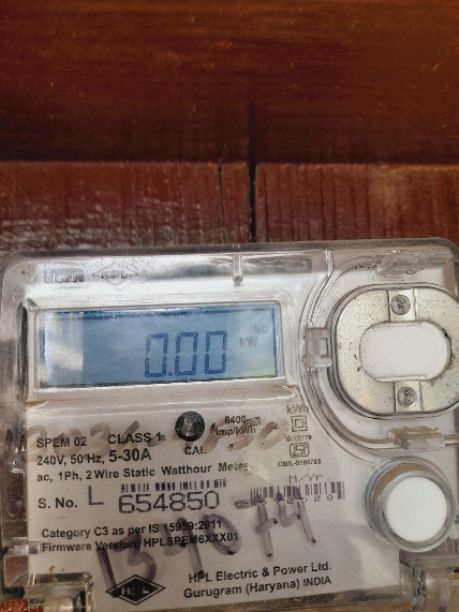 HPL
0.00 kW MD
SPEM 02 CLASS 1
6400 imp/kWh
kWh
240V, 50 Hz, 5-30A
CAL
ac, 1Ph, 2 Wire Static Watthour Meter
S. No. L 654850
Category C3 as per IS 15959:2011
Firmware Version: HPLSPEM6XXX01
HPL HPL Electric & Power Ltd.
Gurugram (Haryana) INDIA